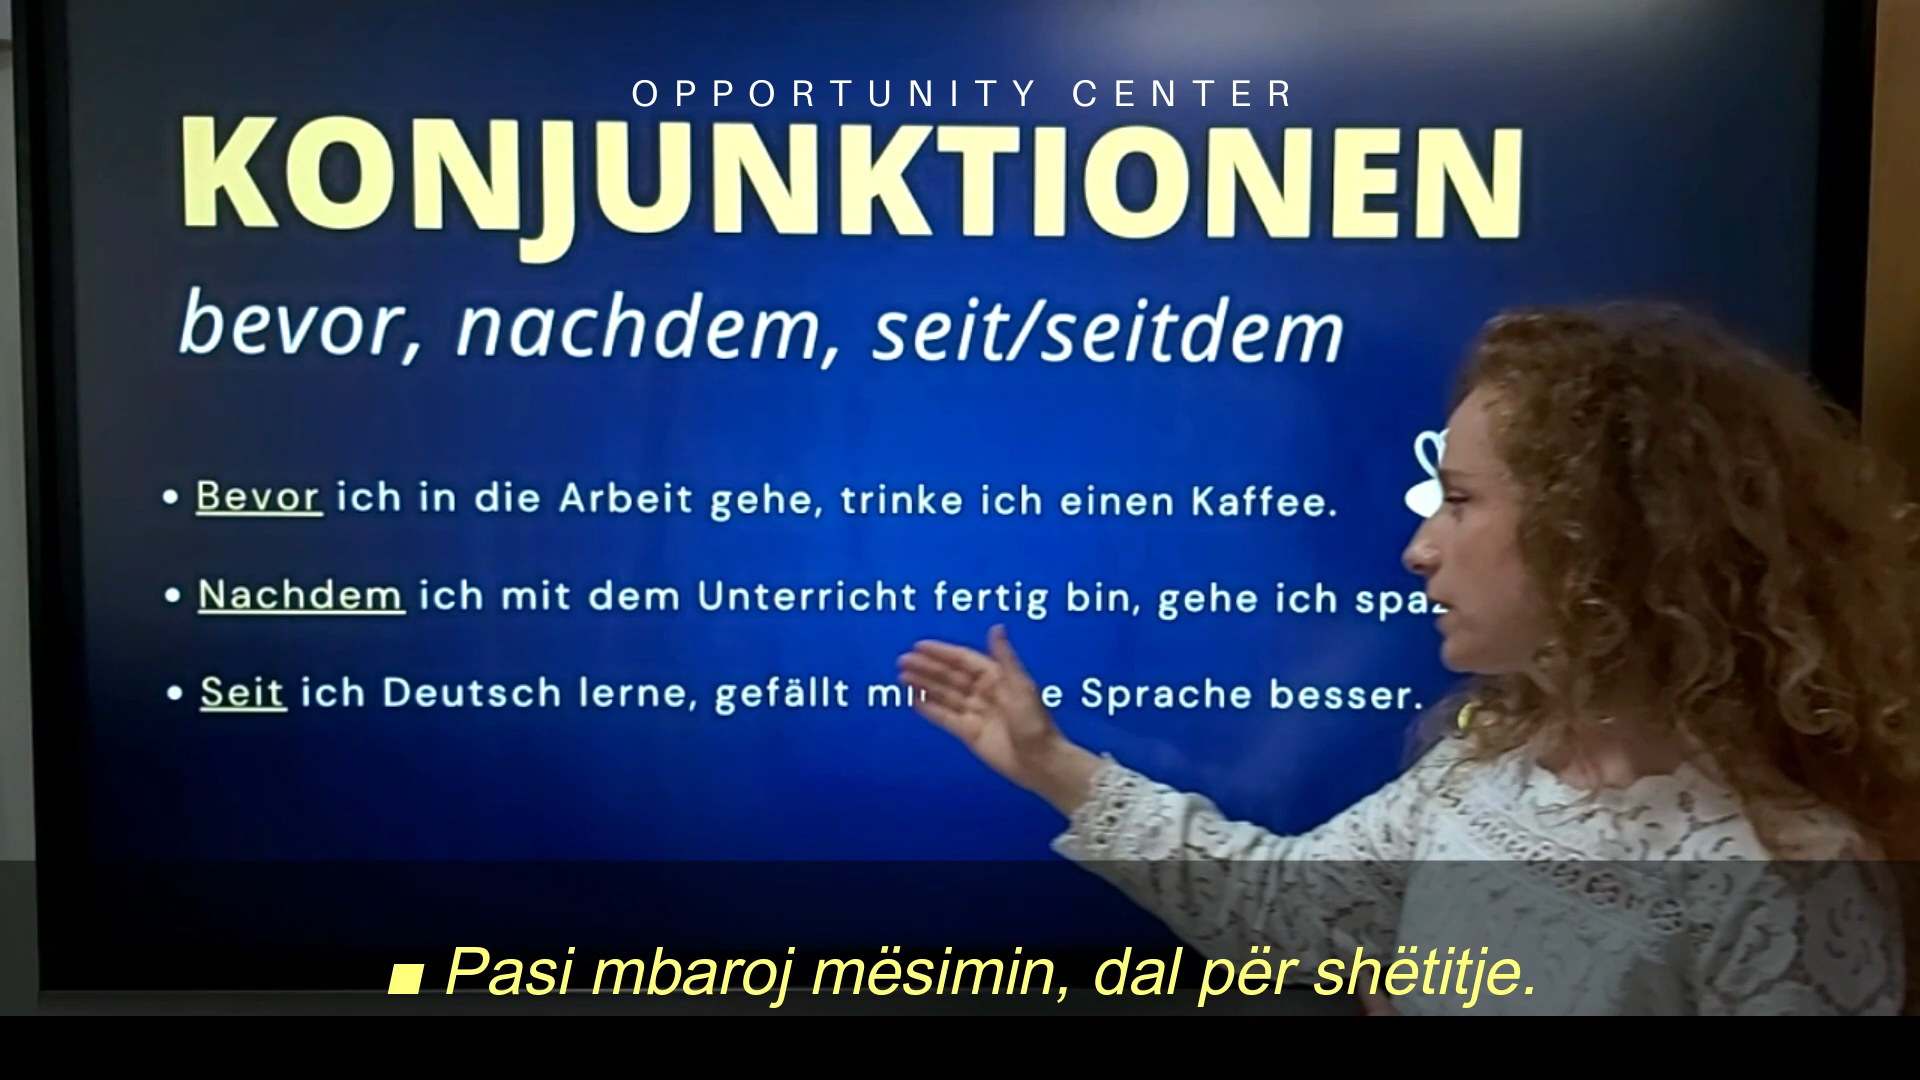 OPPORTUNITY CENTER
KONJUNKTIONEN
bevor, nachdem, seit/seitdem
• Bevor ich in die Arbeit gehe, trinke ich einen Kaffee.
• Nachdem ich mit dem Unterricht fertig bin, gehe ich
• Seit ich Deutsch lerne, gefällt Sprache besser.
▪ Pasi mbaroj mësimin, dal për shëtitje.